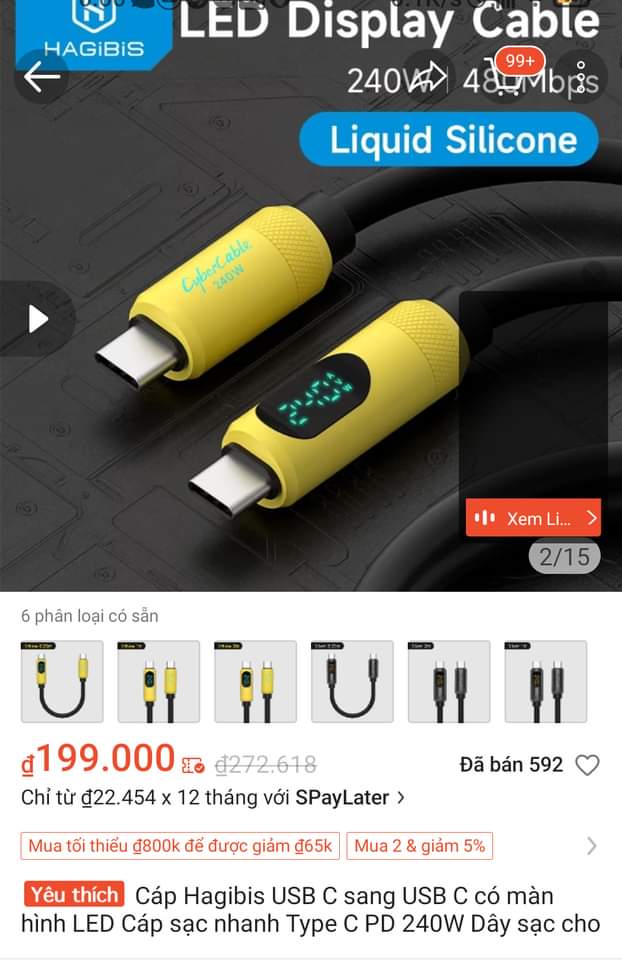 LED Display Cable
HAGiBiS
99+
240W 480Mbps
Liquid Silicone
CyberCable
240W
240
A
V
W
Xem Li...
2/15
6 phân loại có sẵn
₫199.000 ₫272.618 Đã bán 592
Chỉ từ ₫22.454 x 12 tháng với SPayLater
Mua tối thiểu ₫800k để được giảm ₫65k Mua 2 & giảm 5%
Yêu thích Cáp Hagibis USB C sang USB C có màn
hình LED Cáp sạc nhanh Type C PD 240W Dây sạc cho